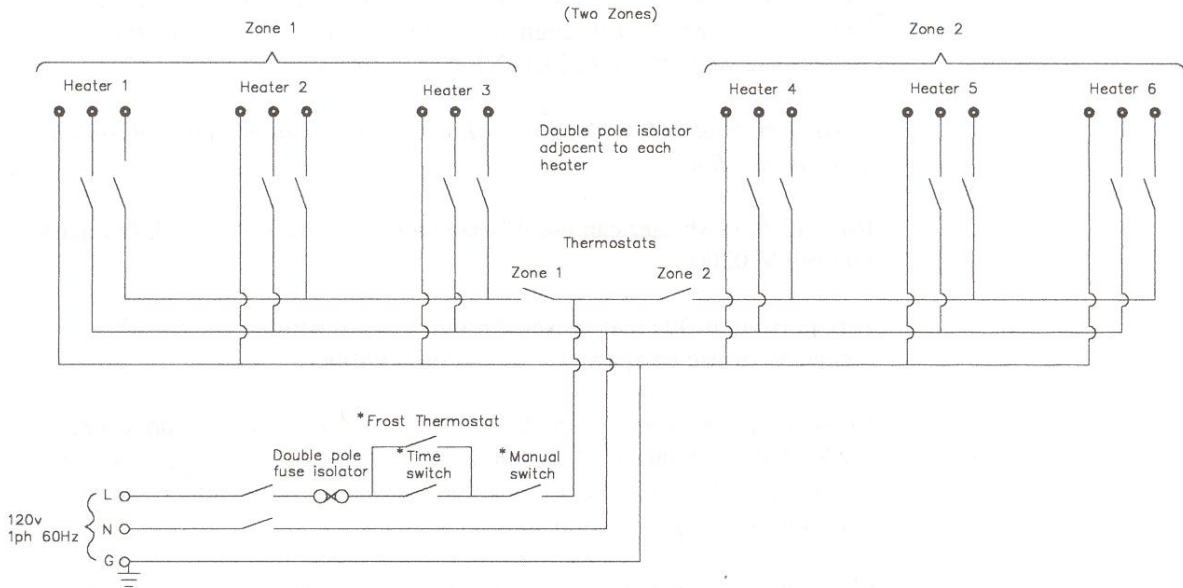 (Two Zones)
Zone 1
Zone 2
Heater 1
Heater 2
Heater 3
Heater 4
Heater 5
Heater 6
Double pole isolator
adjacent to each
heater
Thermostats
Zone 1
Zone 2
*Frost Thermostat
Double pole
fuse isolator
*Time
switch
*Manual
switch
L
120v
1ph 60Hz
N
G